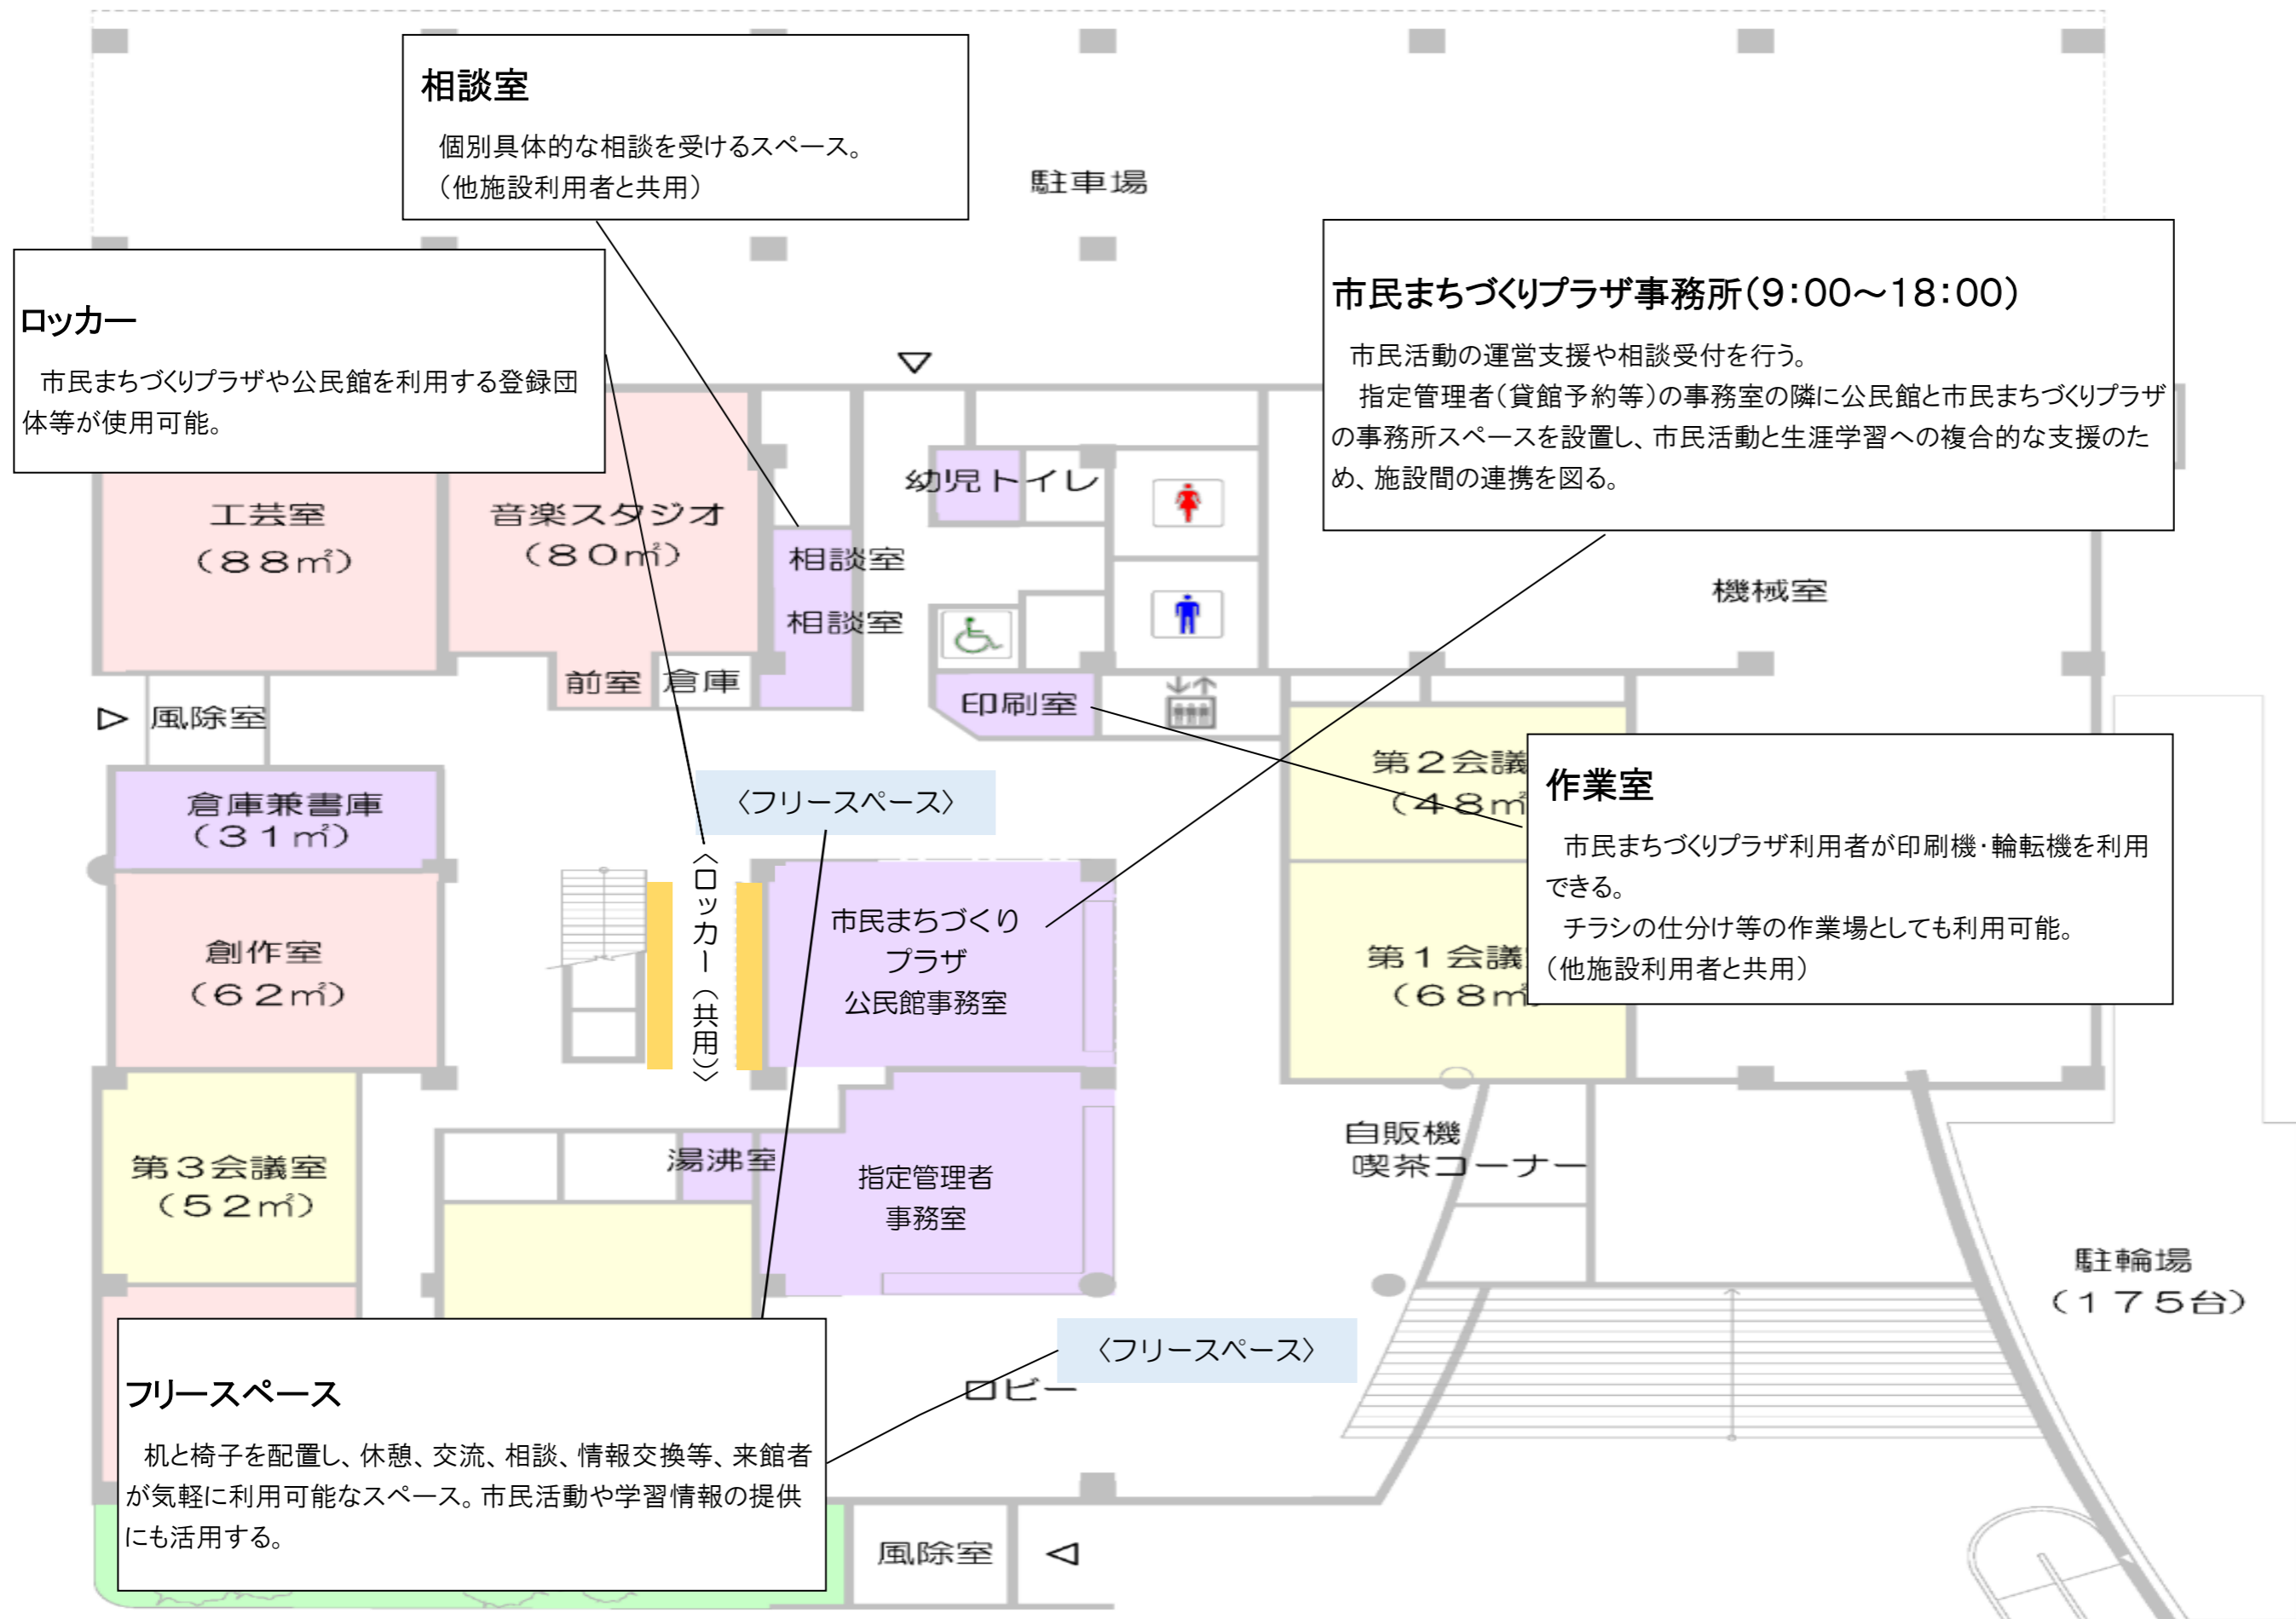 相談室
個別具体的な相談を受けるスペース。
（他施設利用者と共用）
駐車場
ロッカー
市民まちづくりプラザや公民館を利用する登録団
体等が使用可能。
市民まちづくりプラザ事務所（9：00～18：00）
市民活動の運営支援や相談受付を行う。
指定管理者（貸館予約等）の事務室の隣に公民館と市民まちづくりプラザ
の事務所スペースを設置し、市民活動と生涯学習への複合的な支援のた
め、施設間の連携を図る。
工芸室
（８８㎡）
音楽スタジオ
（８０㎡）
相談室
相談室
幼児トイレ
機械室
前室
倉庫
風除室
印刷室
倉庫兼書庫
（３１㎡）
〈フリースペース〉
第２会議
（４８㎡
作業室
市民まちづくりプラザ利用者が印刷機・輪転機を利用
できる。
チラシの仕分け等の作業場としても利用可能。
（他施設利用者と共用）
創作室
（６２㎡）
〈ロッカー（共用）〉
市民まちづくり
プラザ
公民館事務室
第１会議
（６８㎡
第３会議室
（５２㎡）
湯沸室
指定管理者
事務室
自販機
喫茶コーナー
駐輪場
（１７５台）
〈フリースペース〉
ロビー
フリースペース
机と椅子を配置し、休憩、交流、相談、情報交換等、来館者
が気軽に利用可能なスペース。市民活動や学習情報の提供
にも活用する。
風除室